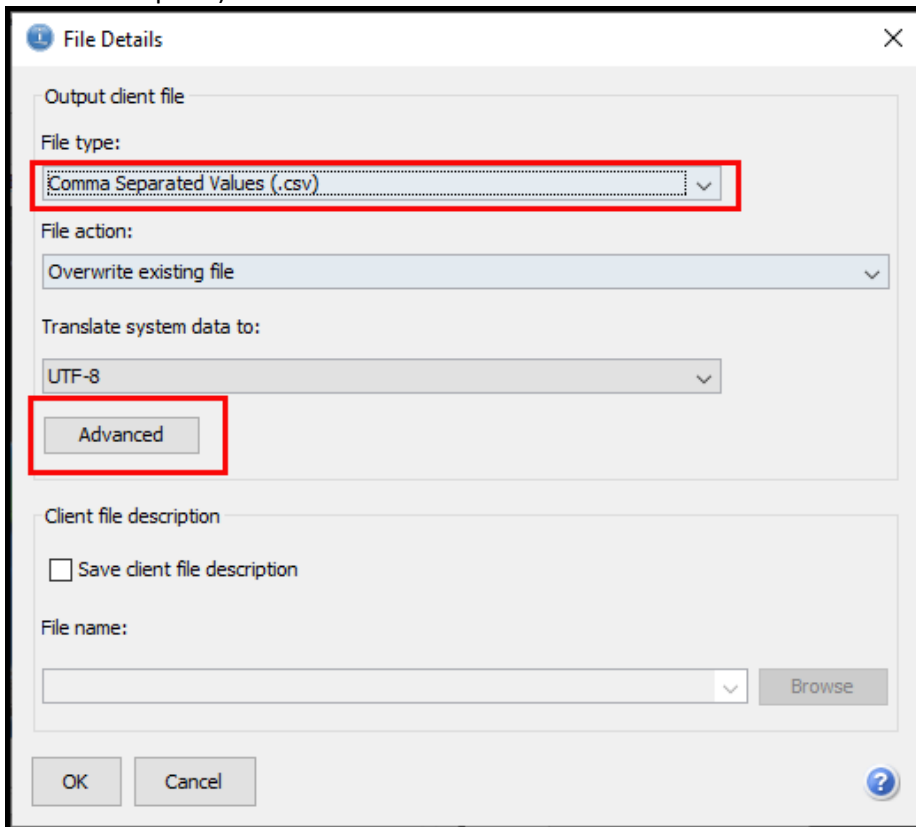 File Details
Output client file
File type:
Comma Separated Values (.csv)
File action:
Overwrite existing file
Translate system data to:
UTF-8
Advanced
Client file description
Save client file description
File name:
Browse
OK Cancel